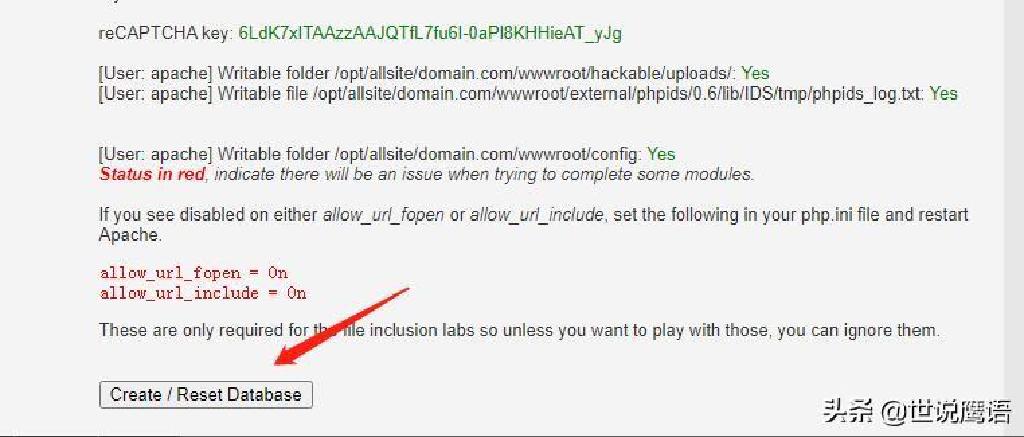 reCAPTCHA key: 6LdK7xITAAzzAAJQTfL7fu6I-0aPI8KHHieAT_yJg
[User: apache] Writable folder /opt/allsite/domain.com/wwwroot/hackable/uploads/: Yes
[User: apache] Writable file /opt/allsite/domain.com/wwwroot/external/phpids/0.6/lib/IDS/tmp/phpids_log.txt: Yes
[User: apache] Writable folder /opt/allsite/domain.com/wwwroot/config: Yes
Status in red, indicate there will be an issue when trying to complete some modules.
If you see disabled on either allow_url_fopen or allow_url_include, set the following in your php.ini file and restart
Apache.
allow_url_fopen = On
allow_url_include = On
These are only required for the file inclusion labs so unless you want to play with those, you can ignore them.
Create / Reset Database
头条 @世说鹰语